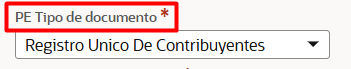 PE Tipo de documento *
Registro Unico De Contribuyentes